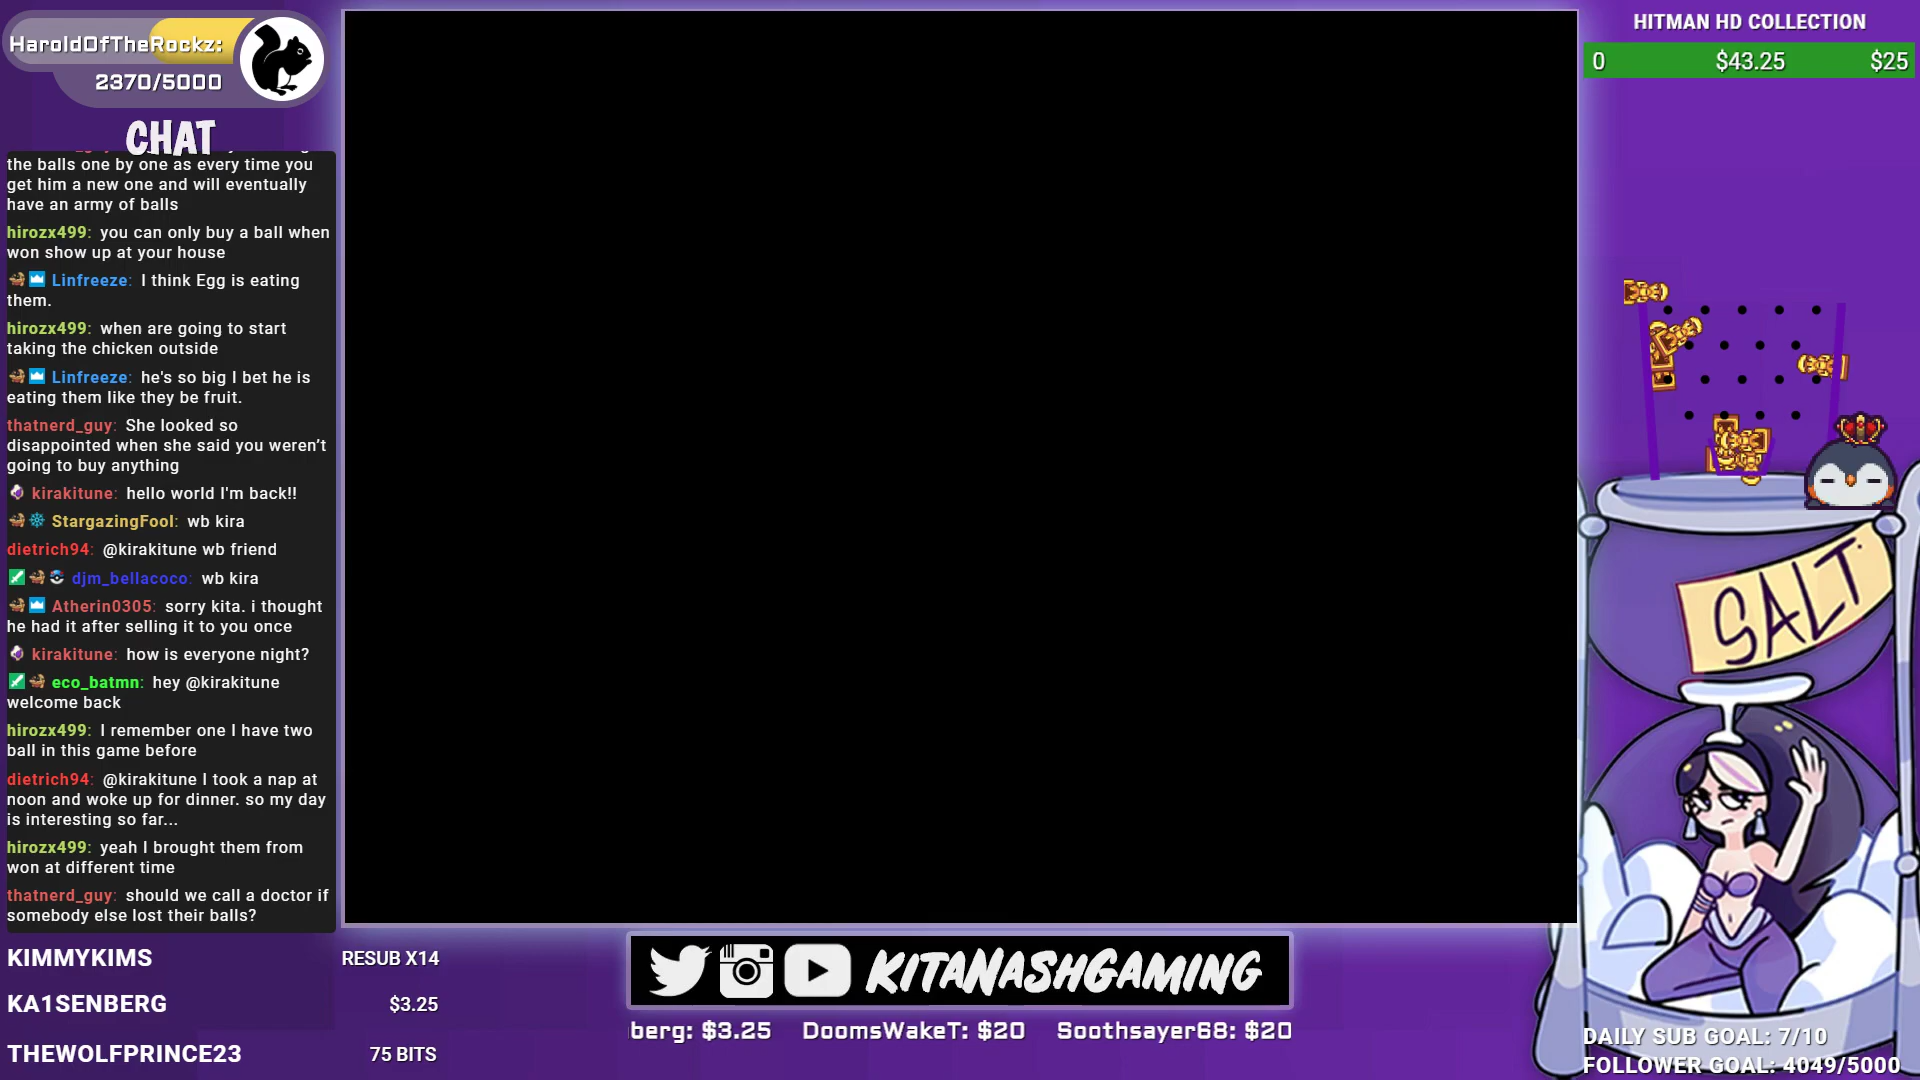 HaroldOfTheRockz:
2370/5000
CHAT
the balls one by one as every time you
get him a new one and will eventually
have an army of balls
hirozx499: you can only buy a ball when
won show up at your house
Linfreeze: I think Egg is eating
them.
hirozx499: when are going to start
taking the chicken outside
Linfreeze: he's so big I bet he is
eating them like they be fruit.
thatnerd_guy: She looked so
disappointed when she said you weren't
going to buy anything
kirakitune: hello world I'm back!!
StargazingFool: wb kira
dietrich94: @kirakitune wb friend
djm_bellacoco: wb kira
Atherin0305: sorry kita. i thought
he had it after selling it to you once
kirakitune: how is everyone night?
eco_batmn: hey @kirakitune
welcome back
hirozx499: I remember one I have two
ball in this game before
dietrich94: @kirakitune I took a nap at
noon and woke up for dinner. so my day
is interesting so far...
hirozx499: yeah I brought them from
won at different time
thatnerd_guy: should we call a doctor if
somebody else lost their balls?
KIMMYKIMS RESUB X14
KA1SENBERG $3.25
THEWOLFPRINCE23 75 BITS
KITANASHGAMING
berg: $3.25 DoomsWakeT: $20 Soothsayer68: $20
HITMAN HD COLLECTION
0 $43.25 $25
SALT
DAILY SUB GOAL: 7/10
FOLLOWER GOAL: 4049/5000